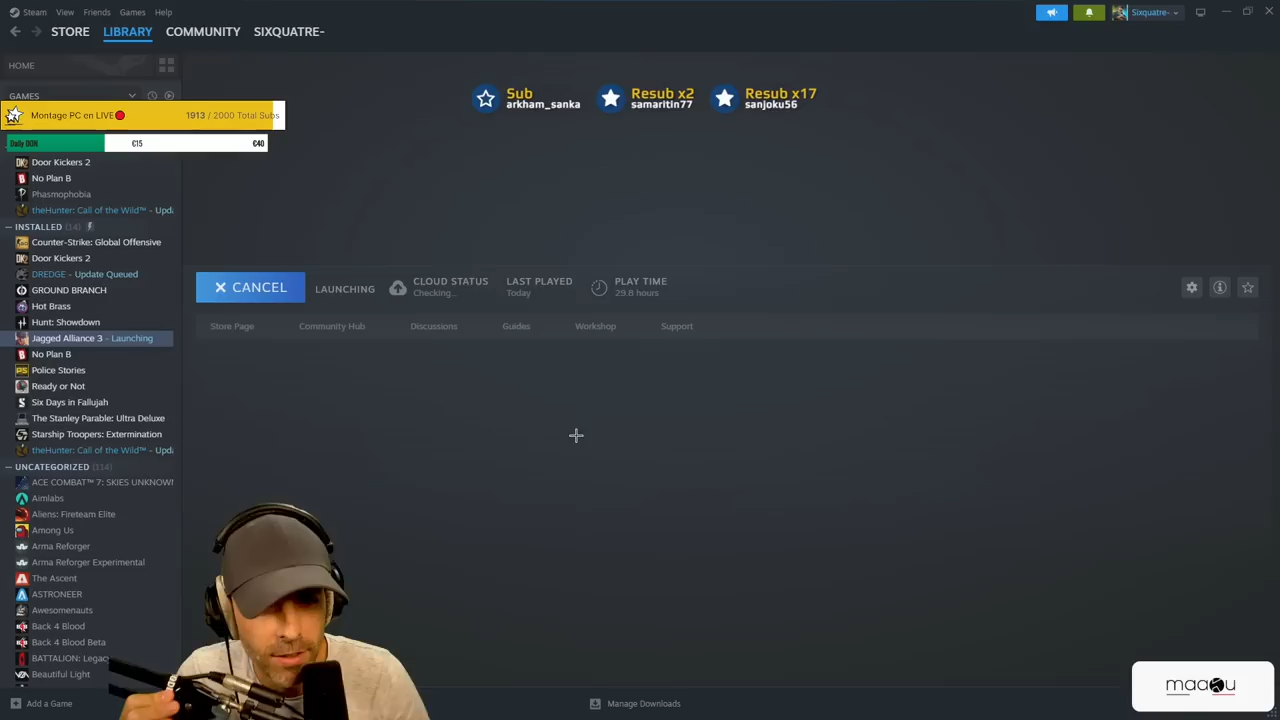 Steam View Friends Games Help
Sixquatre-
STORE LIBRARY COMMUNITY SIXQUATRE-
HOME
GAMES
Sub
arkham_sanka
Resub x2
samaritin77
Resub x17
sanjoku56
Montage PC en LIVE 1913 / 2000 Total Subs
Daily DON €15 €40
Door Kickers 2
No Plan B
Phasmophobia
theHunter: Call of the Wild™ - Upda
INSTALLED (14)
Counter-Strike: Global Offensive
Door Kickers 2
DREDGE - Update Queued
GROUND BRANCH
Hot Brass
Hunt: Showdown
Jagged Alliance 3 - Launching
No Plan B
Police Stories
Ready or Not
Six Days in Fallujah
The Stanley Parable: Ultra Deluxe
Starship Troopers: Extermination
theHunter: Call of the Wild™ - Upda
UNCATEGORIZED (114)
ACE COMBAT™ 7: SKIES UNKNOWN
Aimlabs
Aliens: Fireteam Elite
Among Us
Arma Reforger
Arma Reforger Experimental
The Ascent
ASTRONEER
Awesomenauts
Back 4 Blood
Back 4 Blood Beta
BATTALION: Legac
Beautiful Light
CANCEL
LAUNCHING
CLOUD STATUS
Checking...
LAST PLAYED
Today
PLAY TIME
29.8 hours
Store Page Community Hub Discussions Guides Workshop Support
Add a Game
Manage Downloads
maaou